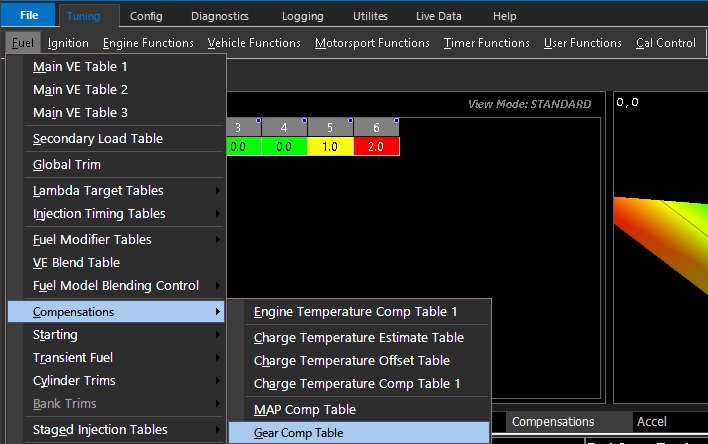 File Tuning Config Diagnostics Logging Utilites Live Data Help
Fuel Ignition Engine Functions Vehicle Functions Motorsport Functions Timer Functions User Functions Cal Control
Main VE Table 1
Main VE Table 2
Main VE Table 3
Secondary Load Table
Global Trim
Lambda Target Tables
Injection Timing Tables
Fuel Modifier Tables
VE Blend Table
Fuel Model Blending Control
Compensations
Starting
Transient Fuel
Cylinder Trims
Bank Trims
Staged Injection Tables
Engine Temperature Comp Table 1
Charge Temperature Estimate Table
Charge Temperature Offset Table
Charge Temperature Comp Table 1
MAP Comp Table
Gear Comp Table
View Mode: STANDARD
3 4 5 6
0.0 0.0 1.0 2.0
0, 0
Compensations Accel